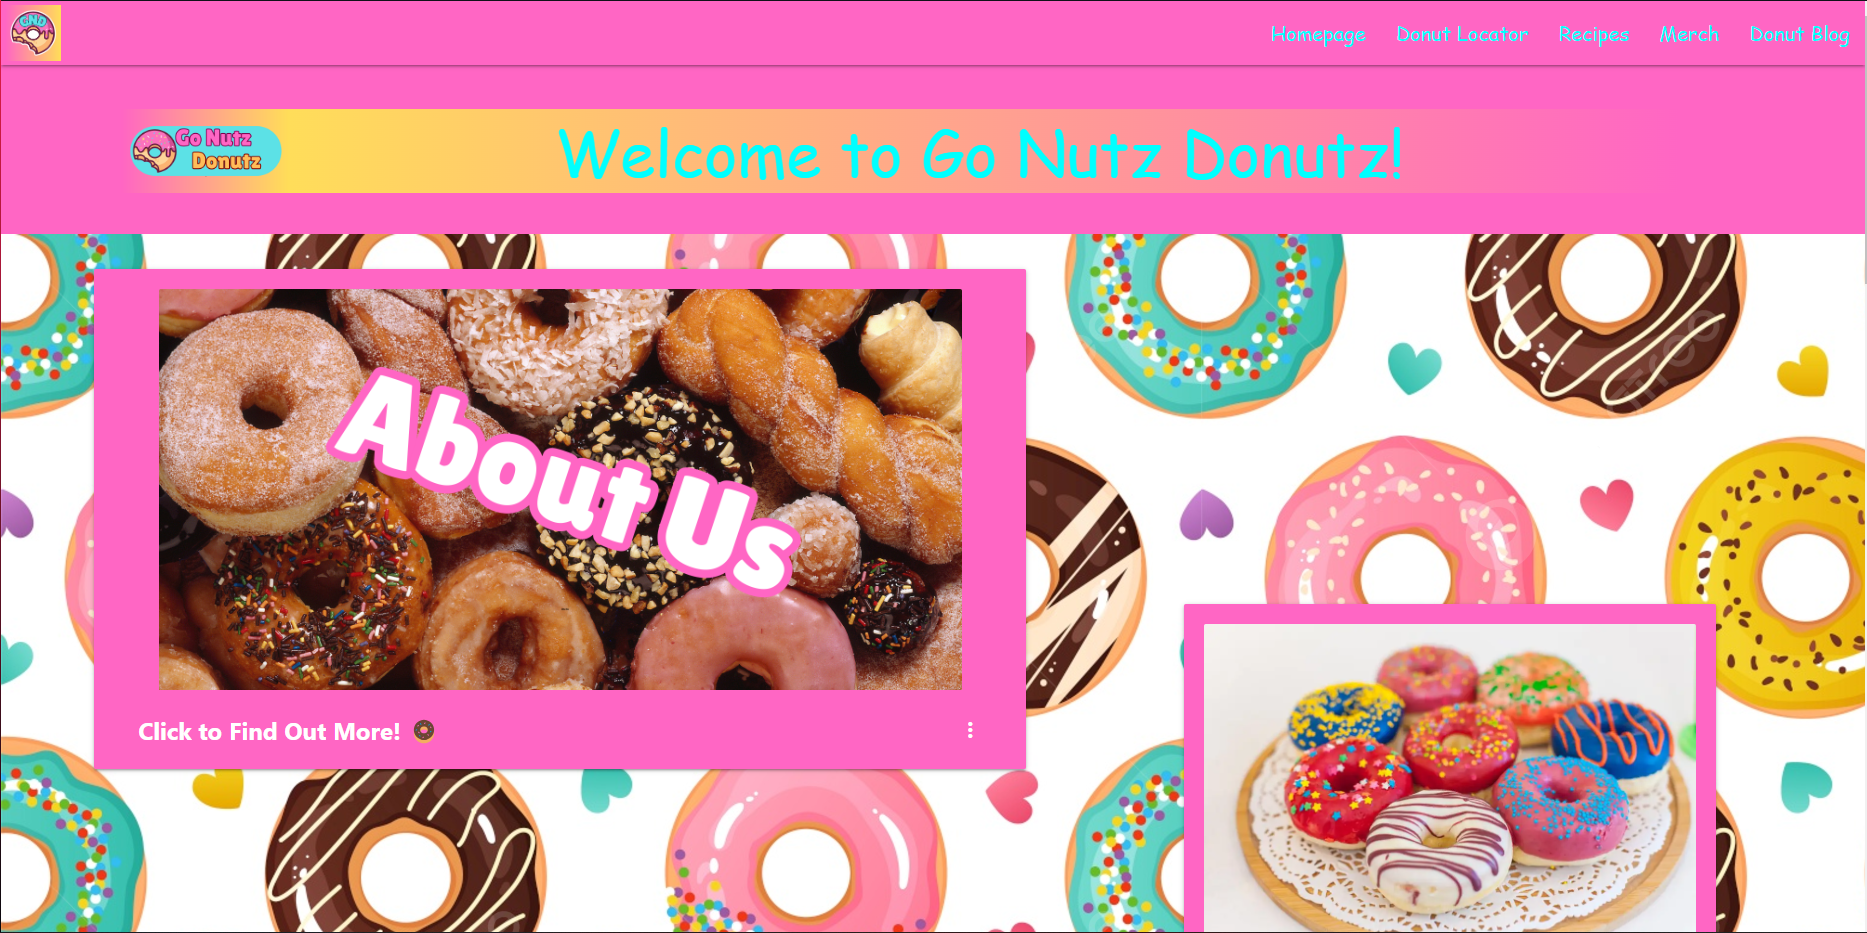 GND
Homepage
Donut Locator
Recipes
Merch
Donut Blog
Go Nutz
Donutz
Welcome to Go Nutz Donutz!
About Us
Click to Find Out More! 🍩